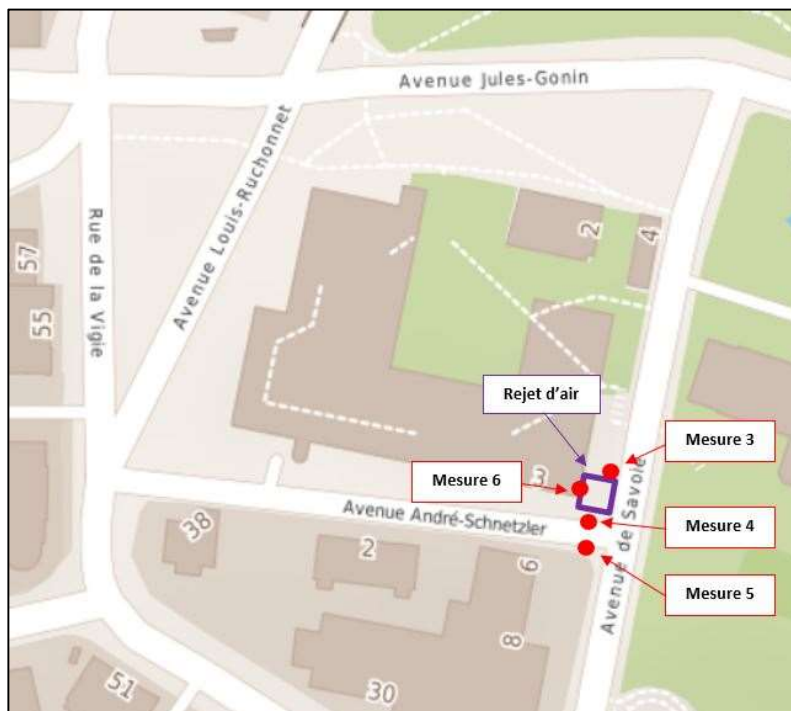 Avenue Jules-Gonin
Avenue Louis-Ruchonnet
Rue de la Vigie
57
55
2
4
Rejet d'air
Mesure 3
Mesure 6
3
Avenue de Savoie
Avenue André-Schnetzler
Mesure 4
38
2
6
Mesure 5
8
51
30